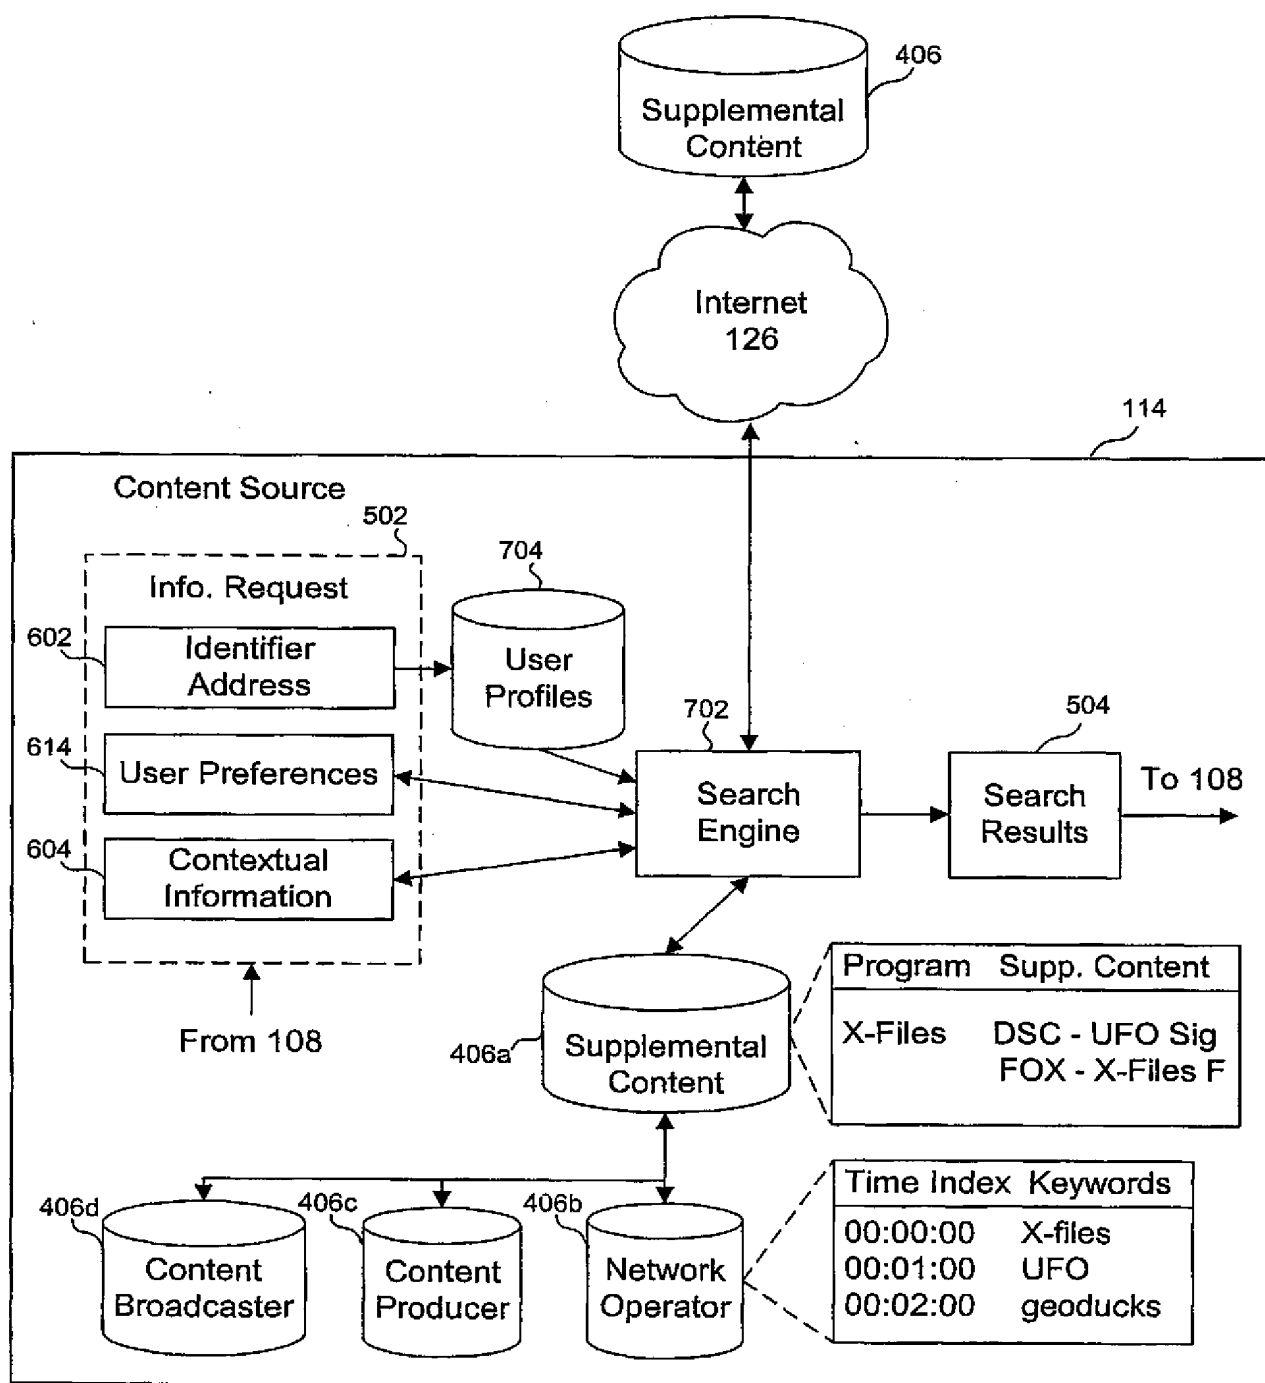 406
Supplemental
Content
Internet
126
114
Content Source
502
704
Info. Request
602
Identifier
Address
User
Profiles
702
504
614
User Preferences
Search
Engine
Search
Results
To 108
604
Contextual
Information
Program Supp. Content
From 108
406a
Supplemental
Content
X-Files DSC - UFO Sig
FOX - X-Files F
406d
406c
406b
Time Index Keywords
Content
Broadcaster
Content
Producer
Network
Operator
00:00:00 X-files
00:01:00 UFO
00:02:00 geoducks